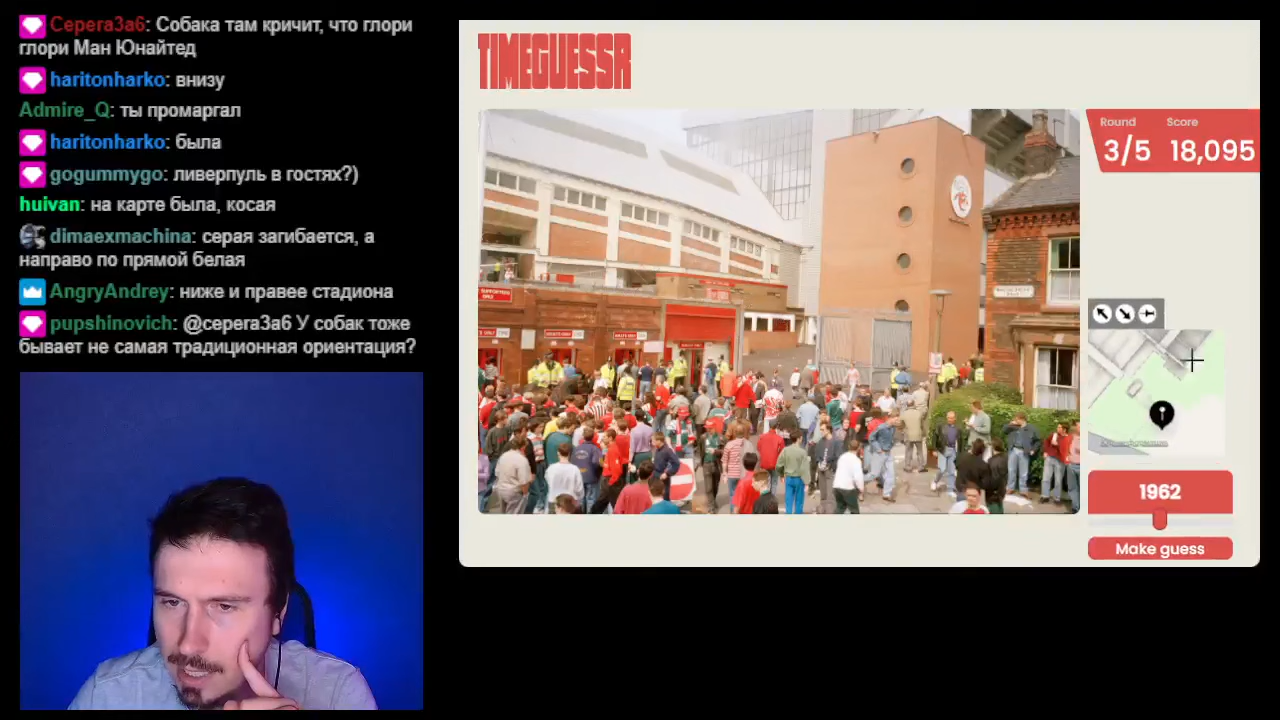 Cepera3a6: Собака там кричит, что глори
глори Ман Юнайтед
haritonharko: внизу
Admire_Q: ты промаргал
haritonharko: была
gogummygo: ливерпуль в гостях?)
huivan: на карте была, косая
dimaexmachina: серая загибается, а
направо по прямой белая
AngryAndrey: ниже и правее стадиона
pupshinovich: @cepera3a6 У собак тоже
бывает не самая традиционная ориентация?
TIMEGUESSR
Round Score
3/5 18,095
1962
Make guess